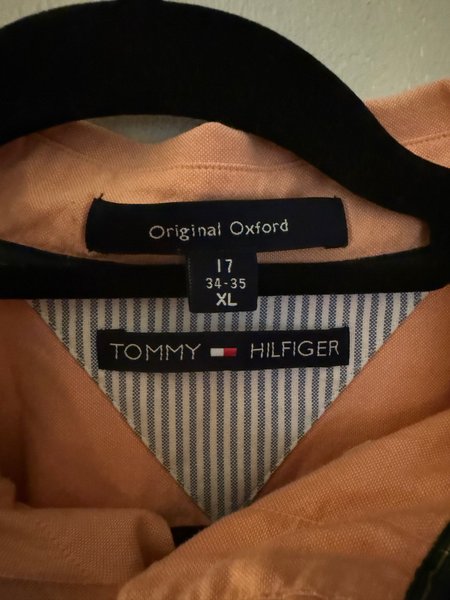 Original Oxford
17
34-35
XL
TOMMY HILFIGER